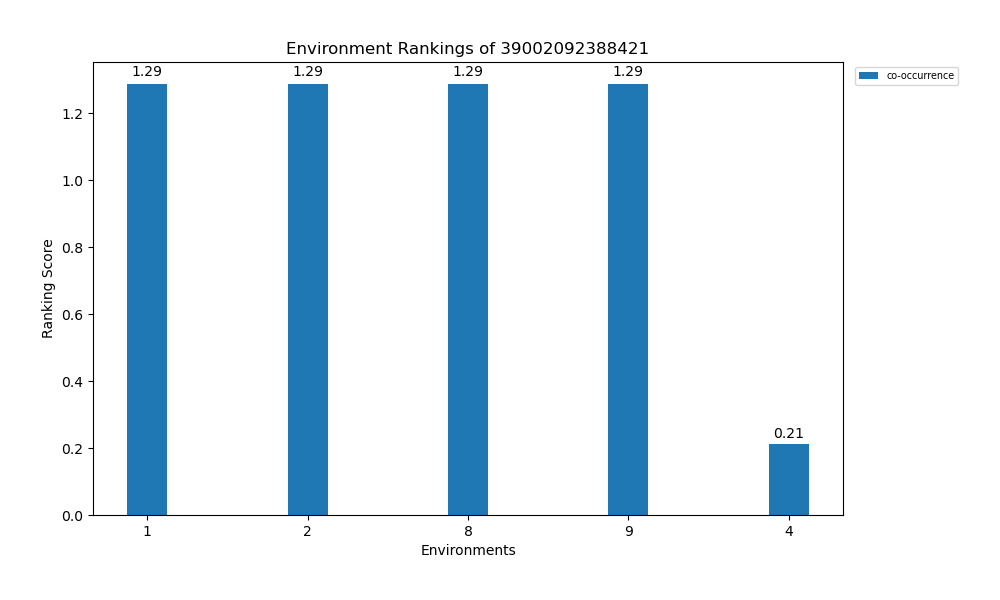 Environment Rankings of 39002092388421
co-occurrence
1.29 1.29 1.29 1.29
0.21
Ranking Score
1.2
1.0
0.8
0.6
0.4
0.2
0.0
1 2 8 9 4
Environments